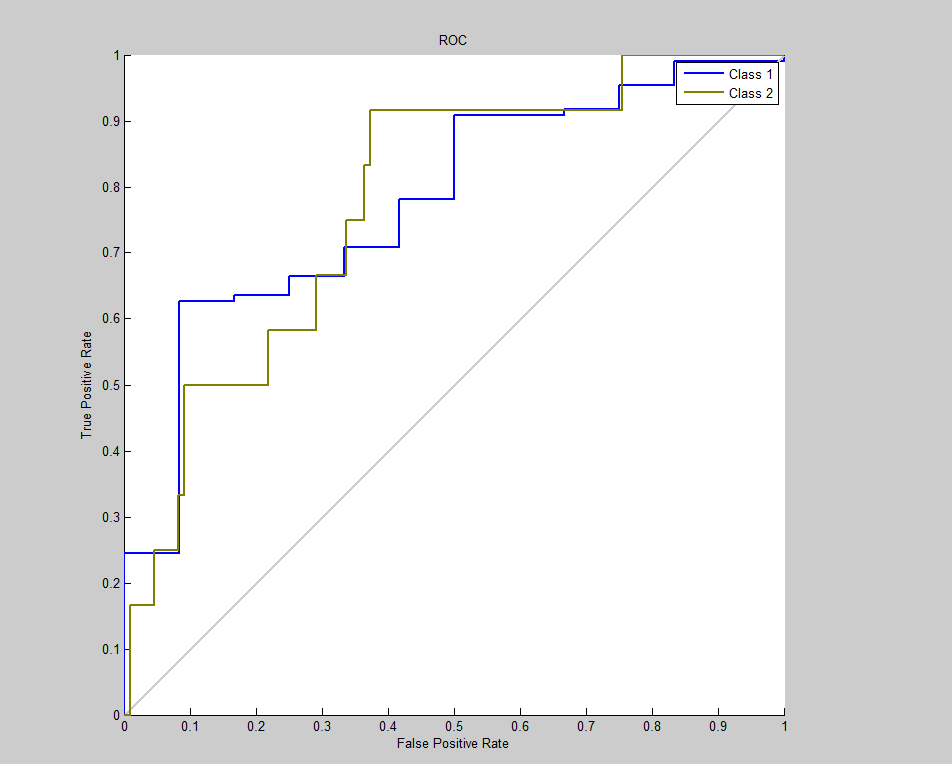 ROC
Class 1
Class 2
True Positive Rate
1
0.9
0.8
0.7
0.6
0.5
0.4
0.3
0.2
0.1
0
0 0.1 0.2 0.3 0.4 0.5 0.6 0.7 0.8 0.9 1
False Positive Rate